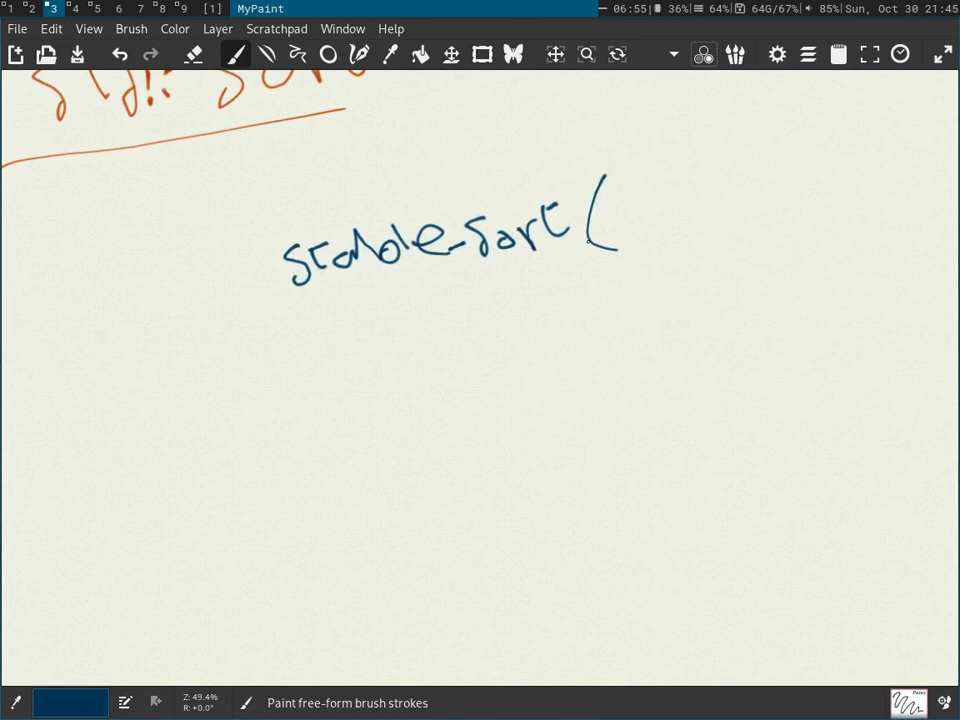 1 2 3 4 5 6 7 8 9 [1] MyPaint 06:55| 36%| 64%| 64G/67%| 85%|Sun, Oct 30 21:45
File Edit View Brush Color Layer Scratchpad Window Help
std::sort
stable_sort (
Z: 49.4%
R: +0.0°
Paint free-form brush strokes